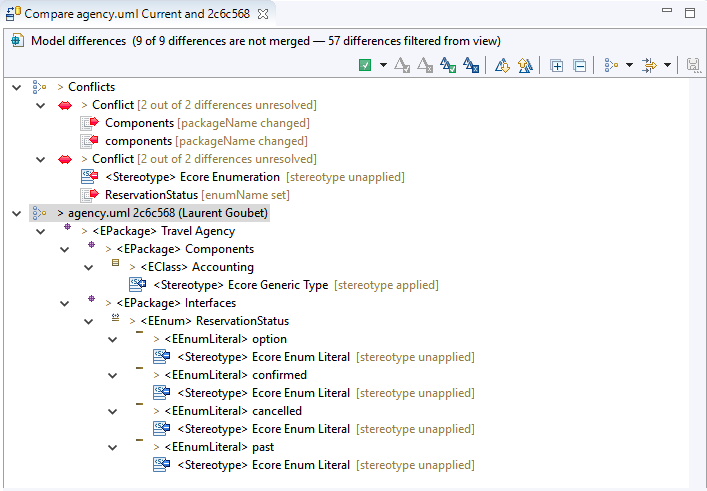 Compare agency.uml Current and 2c6c568
Model differences (9 of 9 differences are not merged — 57 differences filtered from view)
> Conflicts
> Conflict [2 out of 2 differences unresolved]
Components [packageName changed]
components [packageName changed]
> Conflict [2 out of 2 differences unresolved]
<Stereotype> Ecore Enumeration [stereotype unapplied]
ReservationStatus [enumName set]
> agency.uml 2c6c568 (Laurent Goubet)
> <EPackage> Travel Agency
> <EPackage> Components
> <EClass> Accounting
<Stereotype> Ecore Generic Type [stereotype applied]
> <EPackage> Interfaces
> <EEnum> ReservationStatus
> <EEnumLiteral> option
<Stereotype> Ecore Enum Literal [stereotype unapplied]
> <EEnumLiteral> confirmed
<Stereotype> Ecore Enum Literal [stereotype unapplied]
> <EEnumLiteral> cancelled
<Stereotype> Ecore Enum Literal [stereotype unapplied]
> <EEnumLiteral> past
<Stereotype> Ecore Enum Literal [stereotype unapplied]